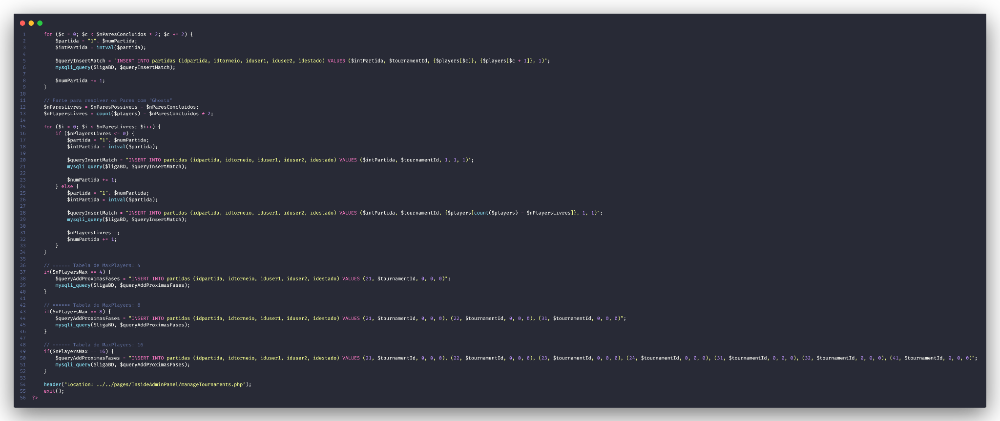 1 for ($c = 0; $c < $nParesConcluidos * 2; $c += 2) {
2 $partida = "1". $numPartida;
3 $intPartida = intval($partida);
4
5 $queryInsertMatch = "INSERT INTO partidas (idpartida, idtorneio, iduser1, iduser2, idestado) VALUES ($intPartida, $tournamentId, {$players[$c]}, {$players[$c + 1]}, 1)";
6 mysqli_query($ligaBD, $queryInsertMatch);
7
8 $numPartida += 1;
9 }
10
11 // Parte para resolver os Pares com "Ghosts"
12 $nParesLivres = $nParesPossiveis - $nParesConcluidos;
13 $nPlayersLivres = count($players) - $nParesConcluidos * 2;
14
15 for ($i = 0; $i < $nParesLivres; $i++) {
16 if ($nPlayersLivres <= 0) {
17 $partida = "1". $numPartida;
18 $intPartida = intval($partida);
19
20 $queryInsertMatch = "INSERT INTO partidas (idpartida, idtorneio, iduser1, iduser2, idestado) VALUES ($intPartida, $tournamentId, 1, 1, 1)";
21 mysqli_query($ligaBD, $queryInsertMatch);
22
23 $numPartida += 1;
24 } else {
25 $partida = "1". $numPartida;
26 $intPartida = intval($partida);
27
28 $queryInsertMatch = "INSERT INTO partidas (idpartida, idtorneio, iduser1, iduser2, idestado) VALUES ($intPartida, $tournamentId, {$players[count($players) - $nPlayersLivres]}, 1, 1)";
29 mysqli_query($ligaBD, $queryInsertMatch);
30
31 $nPlayersLivres--;
32 $numPartida += 1;
33 }
34 }
35
36 // ====== Tabela de MaxPlayers: 4
37 if($nPlayersMax == 4) {
38 $queryAddProximasFases = "INSERT INTO partidas (idpartida, idtorneio, iduser1, iduser2, idestado) VALUES (21, $tournamentId, 0, 0, 0)";
39 mysqli_query($ligaBD, $queryAddProximasFases);
40 }
41
42 // ====== Tabela de MaxPlayers: 8
43 if($nPlayersMax == 8) {
44 $queryAddProximasFases = "INSERT INTO partidas (idpartida, idtorneio, iduser1, iduser2, idestado) VALUES (21, $tournamentId, 0, 0, 0), (22, $tournamentId, 0, 0, 0), (31, $tournamentId, 0, 0, 0)";
45 mysqli_query($ligaBD, $queryAddProximasFases);
46 }
47
48 // ====== Tabela de MaxPlayers: 16
49 if($nPlayersMax == 16) {
50 $queryAddProximasFases = "INSERT INTO partidas (idpartida, idtorneio, iduser1, iduser2, idestado) VALUES (21, $tournamentId, 0, 0, 0), (22, $tournamentId, 0, 0, 0), (23, $tournamentId, 0, 0, 0), (24, $tournamentId, 0, 0, 0), (31, $tournamentId, 0, 0, 0), (32, $tournamentId, 0, 0, 0), (41, $tournamentId, 0, 0, 0)";
51 mysqli_query($ligaBD, $queryAddProximasFases);
52 }
53
54 header("Location: ../../pages/InsideAdminPanel/manageTournaments.php");
55 exit();
56 ?>